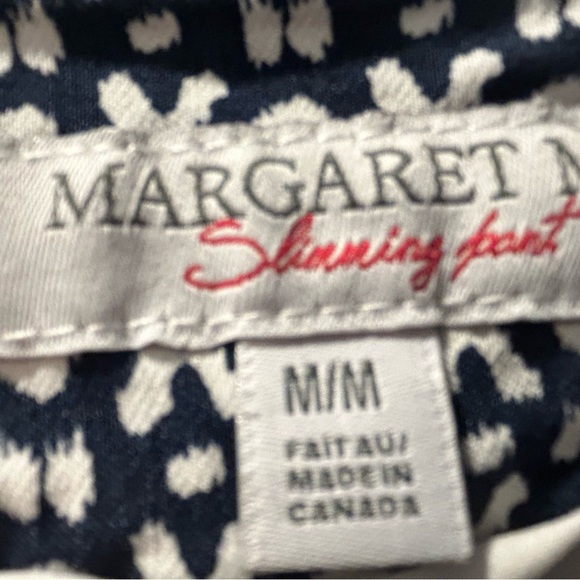 MARGARET M
Slimming pant
M/M
FAIT AU/
MADE IN
CANADA